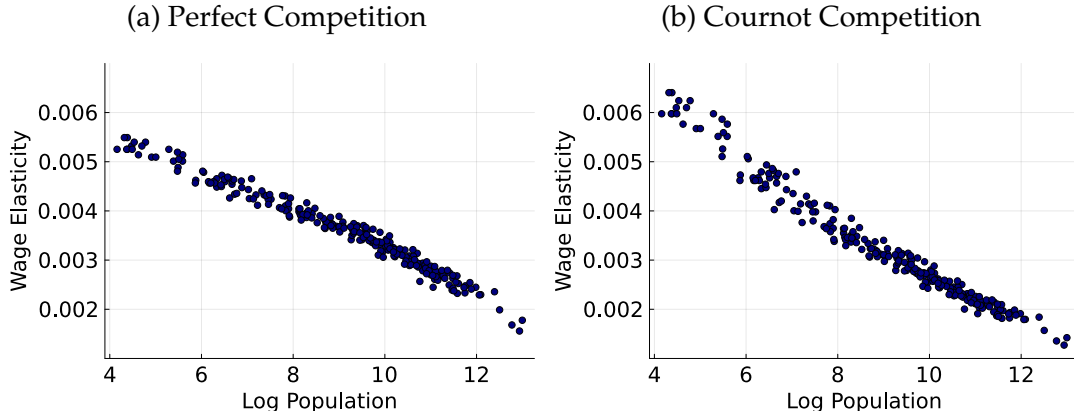 (a) Perfect Competition
0.006
0.005
0.004
0.003
0.002
Wage Elasticity
4 6 8 10 12
Log Population
(b) Cournot Competition
0.006
0.005
0.004
0.003
0.002
Wage Elasticity
4 6 8 10 12
Log Population